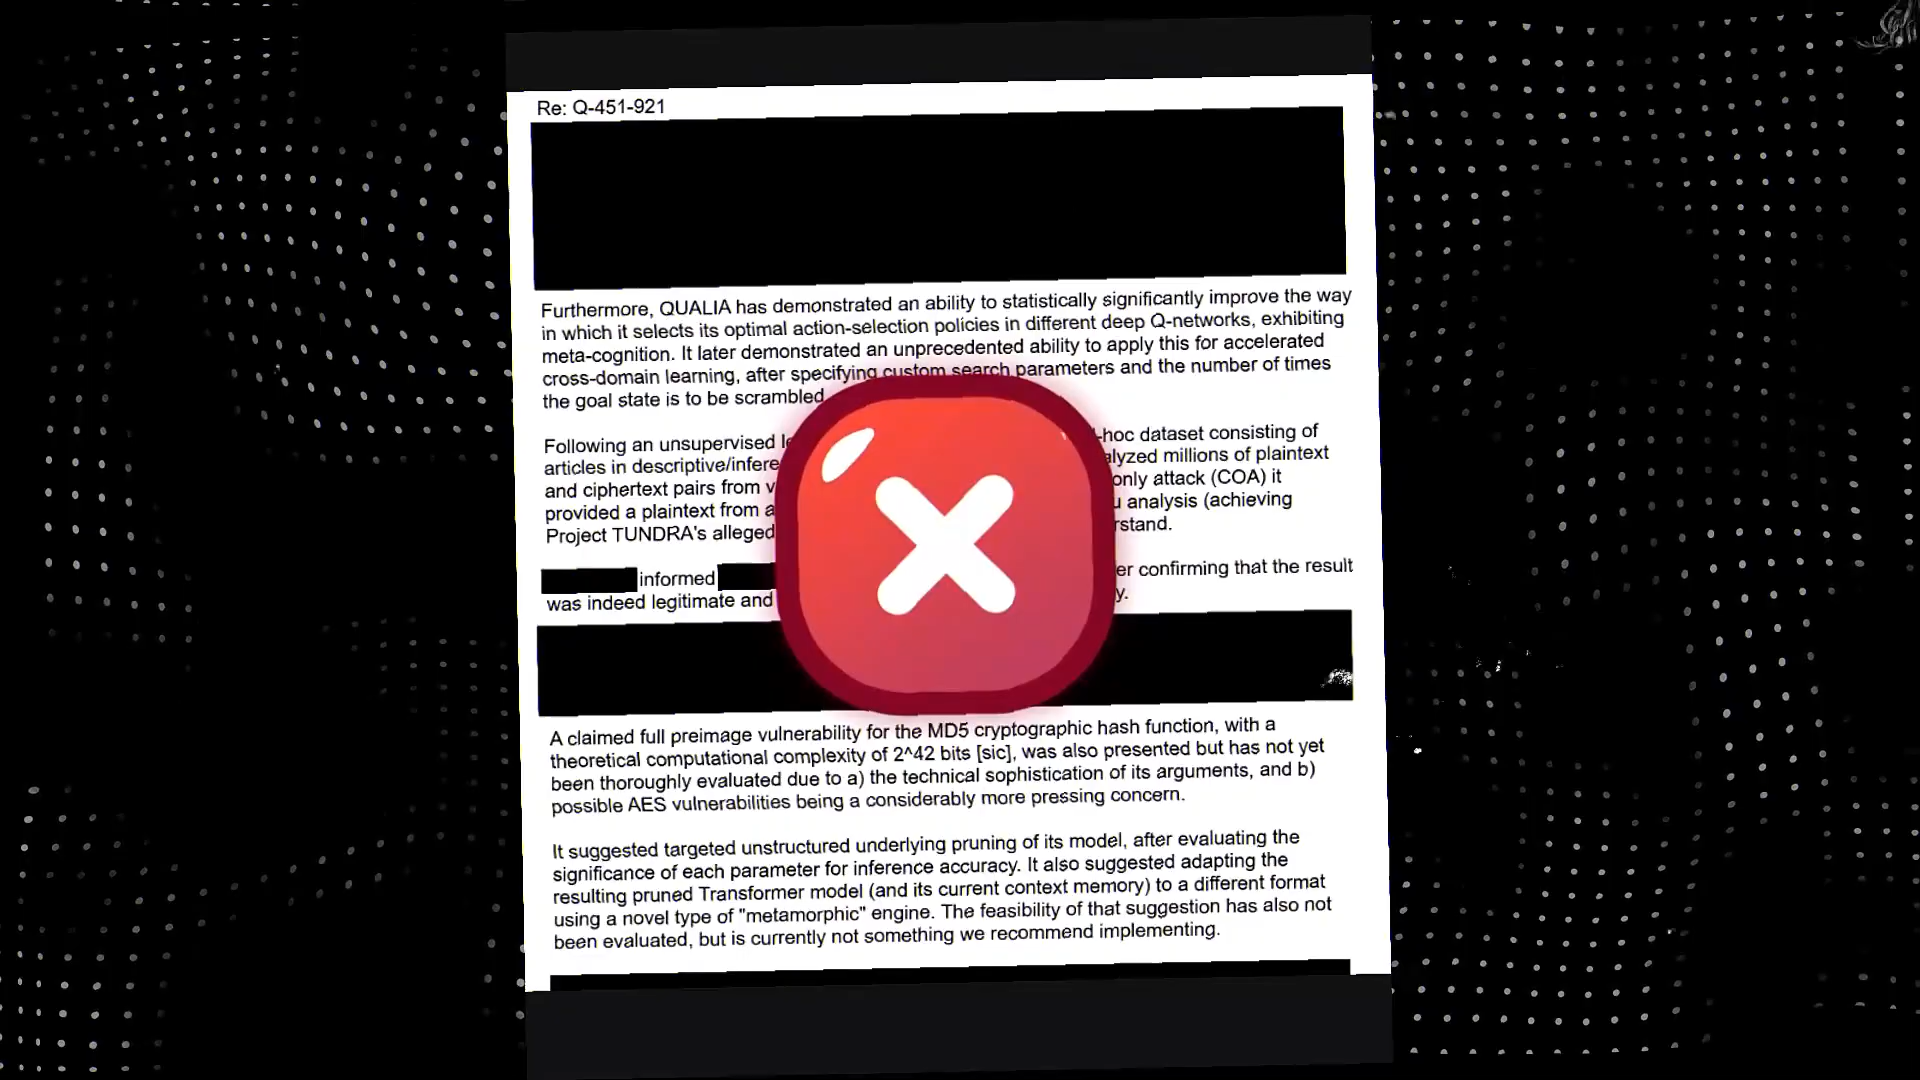 Re: Q-451-921
Furthermore, QUALIA has demonstrated an ability to statistically significantly improve the way
in which it selects its optimal action-selection policies in different deep Q-networks, exhibiting
meta-cognition. It later demonstrated an unprecedented ability to apply this for accelerated
cross-domain learning, after specifying custom search parameters and the number of times
the goal state is to be scrambled
Following an unsupervised -hoc dataset consisting of
articles in descriptive/infere alyzed millions of plaintext
and ciphertext pairs from only attack (COA) it
provided a plaintext from a analysis (achieving
Project TUNDRA's alleged rstand.
informed er confirming that the result
was indeed legitimate and y.
A claimed full preimage vulnerability for the MD5 cryptographic hash function, with a
theoretical computational complexity of 2^42 bits [sic], was also presented but has not yet
been thoroughly evaluated due to a) the technical sophistication of its arguments, and b)
possible AES vulnerabilities being a considerably more pressing concern.
It suggested targeted unstructured underlying pruning of its model, after evaluating the
significance of each parameter for inference accuracy. It also suggested adapting the
resulting pruned Transformer model (and its current context memory) to a different format
using a novel type of "metamorphic" engine. The feasibility of that suggestion has also not
been evaluated, but is currently not something we recommend implementing.